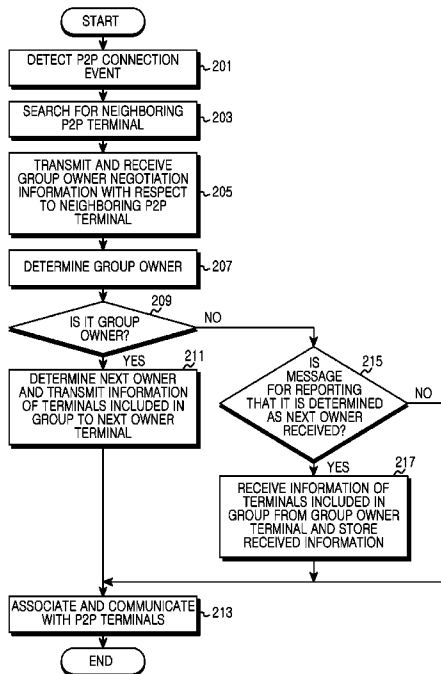 START
DETECT P2P CONNECTION
EVENT
201
SEARCH FOR NEIGHBORING
P2P TERMINAL
203
TRANSMIT AND RECEIVE
GROUP OWNER NEGOTIATION
INFORMATION WITH RESPECT
TO NEIGHBORING P2P
TERMINAL
205
DETERMINE GROUP OWNER
207
209
IS IT GROUP
OWNER?
NO
YES
211
DETERMINE NEXT OWNER
AND TRANSMIT INFORMATION
OF TERMINALS INCLUDED IN
GROUP TO NEXT OWNER
TERMINAL
215
IS
MESSAGE
FOR REPORTING
THAT IT IS DETERMINED
AS NEXT OWNER
RECEIVED?
NO
YES
217
RECEIVE INFORMATION OF
TERMINALS INCLUDED IN
GROUP FROM GROUP OWNER
TERMINAL AND STORE
RECEIVED INFORMATION
ASSOCIATE AND COMMUNICATE
WITH P2P TERMINALS
213
END